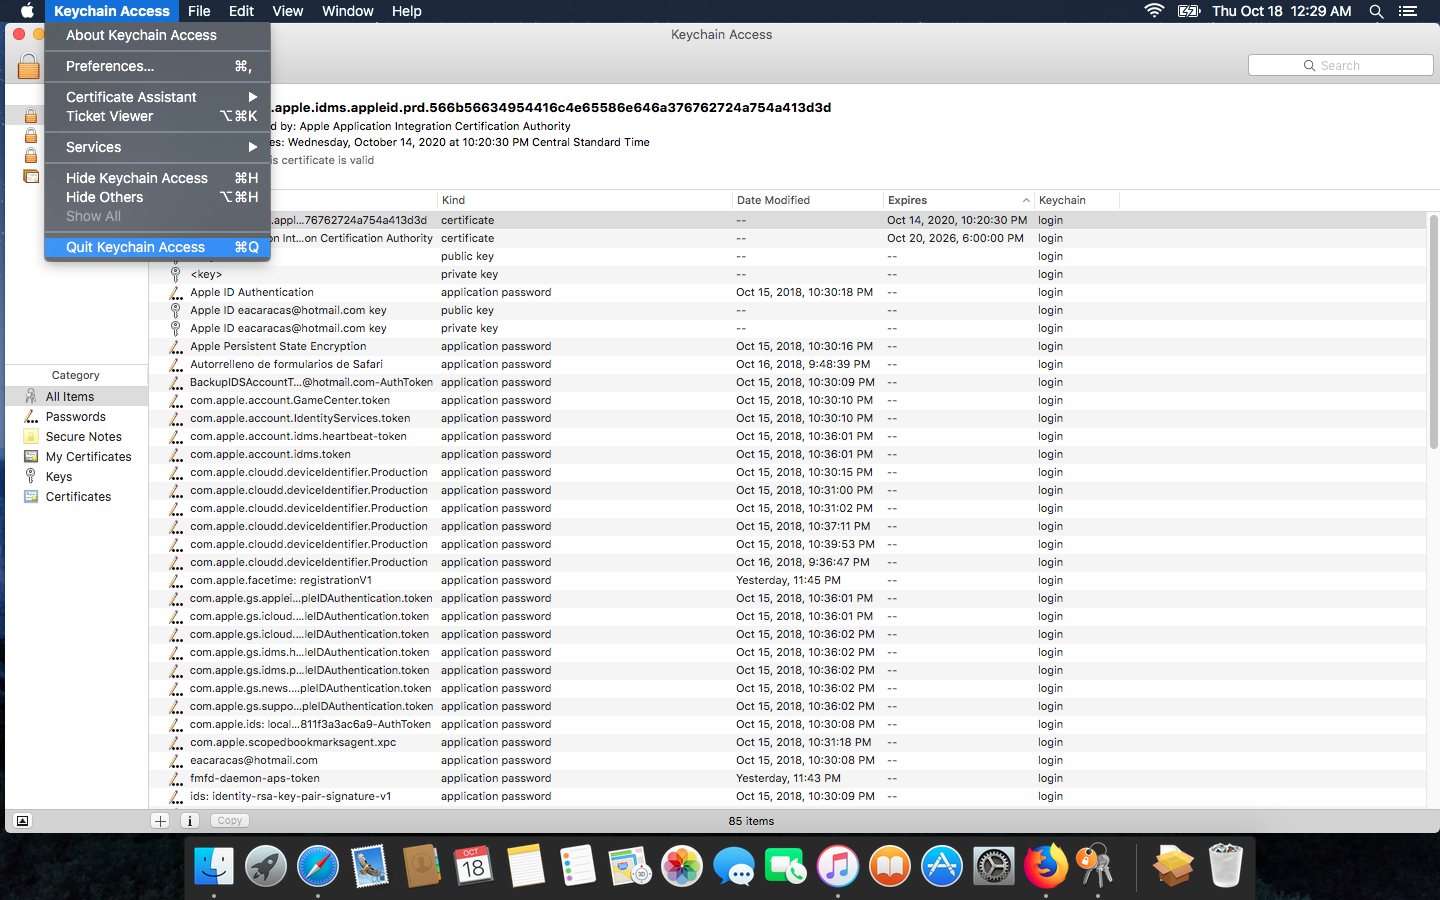 Keychain Access File Edit View Window Help Thu Oct 18 12:29 AM
About Keychain Access
Preferences... ⌘,
Certificate Assistant ▶
Ticket Viewer ⌥⌘K
Services ▶
Hide Keychain Access ⌘H
Hide Others ⌥⌘H
Show All
Quit Keychain Access ⌘Q
Keychain Access
Search
.apple.idms.appleid.prd.566b56634954416c4e65586e646a376762724a754a413d3d
d by: Apple Application Integration Certification Authority
es: Wednesday, October 14, 2020 at 10:20:30 PM Central Standard Time
is certificate is valid
Kind Date Modified Expires Keychain
.appl...76762724a754a413d3d certificate -- Oct 14, 2020, 10:20:30 PM login
on Int...on Certification Authority certificate -- Oct 20, 2026, 6:00:00 PM login
public key -- -- login
<key> private key -- -- login
Apple ID Authentication application password Oct 15, 2018, 10:30:18 PM -- login
Apple ID eacaracas@hotmail.com key public key -- -- login
Apple ID eacaracas@hotmail.com key private key -- -- login
Apple Persistent State Encryption application password Oct 15, 2018, 10:30:16 PM -- login
Autorrelleno de formularios de Safari application password Oct 16, 2018, 9:48:39 PM -- login
BackupIDSAccountT...@hotmail.com-AuthToken application password Oct 15, 2018, 10:30:09 PM -- login
com.apple.account.GameCenter.token application password Oct 15, 2018, 10:30:10 PM -- login
com.apple.account.IdentityServices.token application password Oct 15, 2018, 10:30:10 PM -- login
com.apple.account.idms.heartbeat-token application password Oct 15, 2018, 10:36:01 PM -- login
com.apple.account.idms.token application password Oct 15, 2018, 10:36:01 PM -- login
com.apple.cloudd.deviceIdentifier.Production application password Oct 15, 2018, 10:30:15 PM -- login
com.apple.cloudd.deviceIdentifier.Production application password Oct 15, 2018, 10:31:00 PM -- login
com.apple.cloudd.deviceIdentifier.Production application password Oct 15, 2018, 10:31:02 PM -- login
com.apple.cloudd.deviceIdentifier.Production application password Oct 15, 2018, 10:37:11 PM -- login
com.apple.cloudd.deviceIdentifier.Production application password Oct 15, 2018, 10:39:53 PM -- login
com.apple.cloudd.deviceIdentifier.Production application password Oct 16, 2018, 9:36:47 PM -- login
com.apple.facetime: registrationV1 application password Yesterday, 11:45 PM -- login
com.apple.gs.applei...pleIDAuthentication.token application password Oct 15, 2018, 10:36:01 PM -- login
com.apple.gs.icloud....leIDAuthentication.token application password Oct 15, 2018, 10:36:01 PM -- login
com.apple.gs.icloud....leIDAuthentication.token application password Oct 15, 2018, 10:36:02 PM -- login
com.apple.gs.idms.h...leIDAuthentication.token application password Oct 15, 2018, 10:36:02 PM -- login
com.apple.gs.idms.p...leIDAuthentication.token application password Oct 15, 2018, 10:36:02 PM -- login
com.apple.gs.news....pleIDAuthentication.token application password Oct 15, 2018, 10:36:02 PM -- login
com.apple.gs.suppo...pleIDAuthentication.token application password Oct 15, 2018, 10:36:02 PM -- login
com.apple.ids: local...811f3a3ac6a9-AuthToken application password Oct 15, 2018, 10:30:08 PM -- login
com.apple.scopedbookmarksagent.xpc application password Oct 15, 2018, 10:31:18 PM -- login
eacaracas@hotmail.com application password Oct 15, 2018, 10:30:08 PM -- login
fmfd-daemon-aps-token application password Yesterday, 11:43 PM -- login
ids: identity-rsa-key-pair-signature-v1 application password Oct 15, 2018, 10:30:09 PM -- login
Category
All Items
Passwords
Secure Notes
My Certificates
Keys
Certificates
Copy
85 items
OCT
18